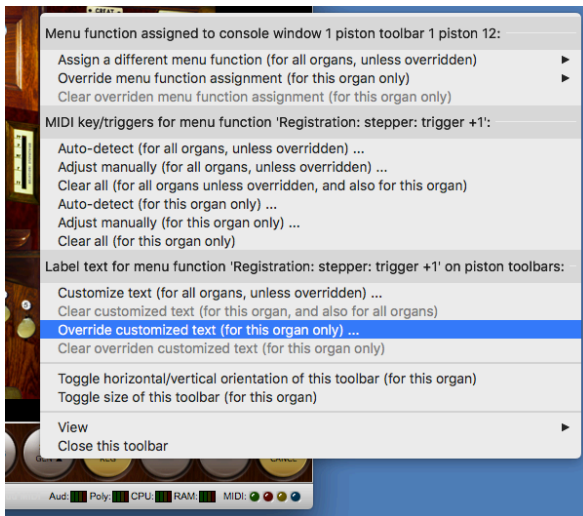 • GREAT •
Menu function assigned to console window 1 piston toolbar 1 piston 12:
Assign a different menu function (for all organs, unless overridden)
Override menu function assignment (for this organ only)
Clear overriden menu function assignment (for this organ only)
MIDI key/triggers for menu function 'Registration: stepper: trigger +1':
Auto-detect (for all organs, unless overridden) ...
Adjust manually (for all organs, unless overridden) ...
Clear all (for all organs unless overridden, and also for this organ)
Auto-detect (for this organ only) ...
Adjust manually (for this organ only) ...
Clear all (for this organ only)
Label text for menu function 'Registration: stepper: trigger +1' on piston toolbars:
Customize text (for all organs, unless overridden) ...
Clear customized text (for this organ, and also for all organs)
Override customized text (for this organ only) ...
Clear overriden customized text (for this organ only)
Toggle horizontal/vertical orientation of this toolbar (for this organ)
Toggle size of this toolbar (for this organ)
View
Close this toolbar
Aud: Poly: CPU: RAM: MIDI: